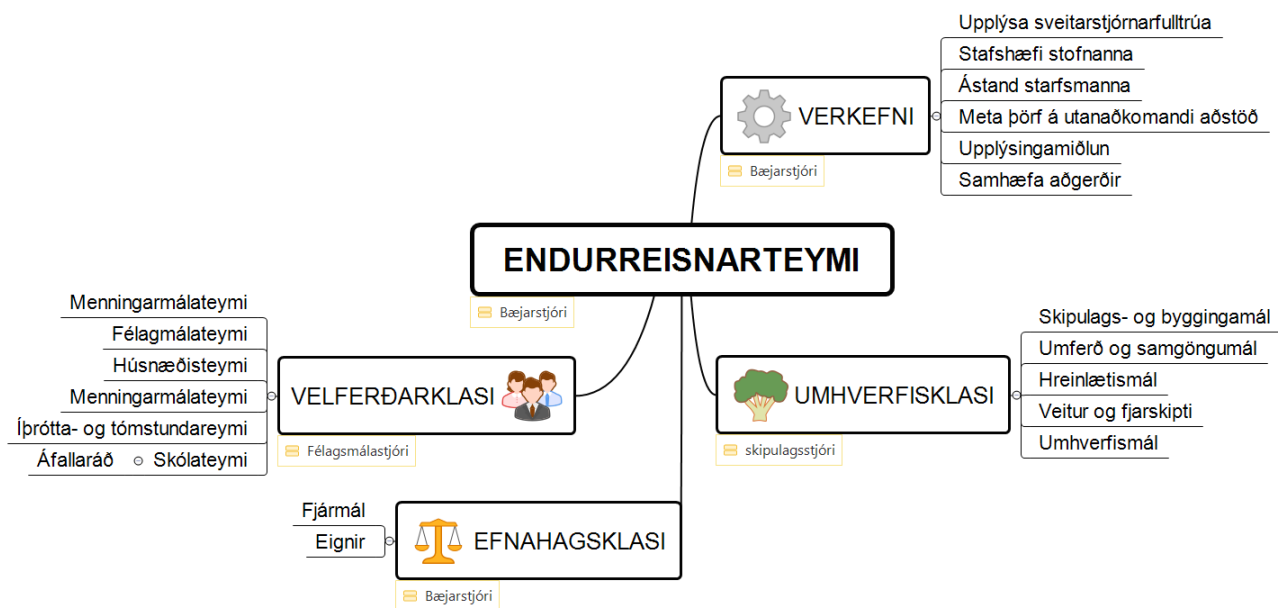 Upplýsa sveitarstjórnarfulltrúa
Stafshæfi stofnanna
Ástand starfsmanna
VERKEFNI
Meta þörf á utanaðkomandi aðstöð
Upplýsingamiðlun
Samhæfa aðgerðir
Bæjarstjóri
ENDURREISNARTEYMI
Bæjarstjóri
Menningarmálateymi
Félagmálateymi
Húsnæðisteymi
Menningarmálateymi
Íþrótta- og tómstundareymi
Áfallaráð
Skólateymi
VELFERÐARKLASI
Félagsmálastjóri
UMHVERFISKLASI
skipulagsstjóri
Skipulags- og byggingamál
Umferð og samgöngumál
Hreinlætismál
Veitur og fjarskipti
Umhverfismál
Fjármál
Eignir
EFNAHAGSKLASI
Bæjarstjóri